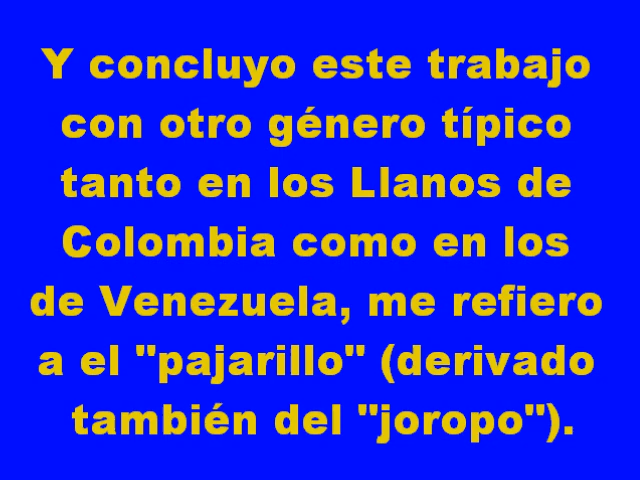 Y concluyo este trabajo
con otro género típico
tanto en los Llanos de
Colombia como en los
de Venezuela, me refiero
a el "pajarillo" (derivado
también del "joropo").